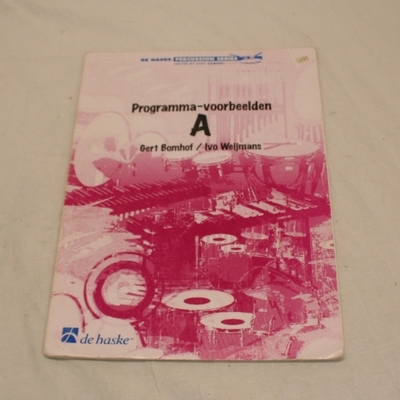 DE HASKE PERCUSSION SERIES
Programma-voorbeelden
A
Gert Bomhof / Ivo Weijmans
de haske